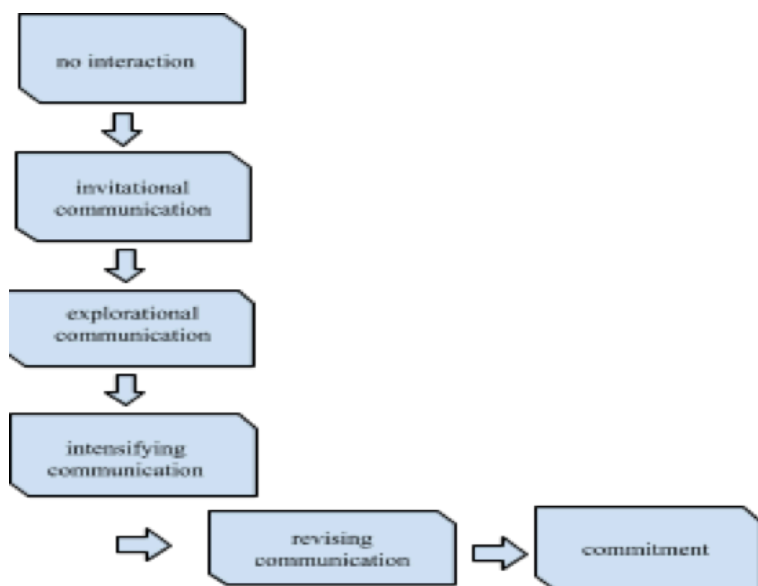 no interaction
invitational
communication
explorational
communication
intensifying
communication
revising
communication
commitment